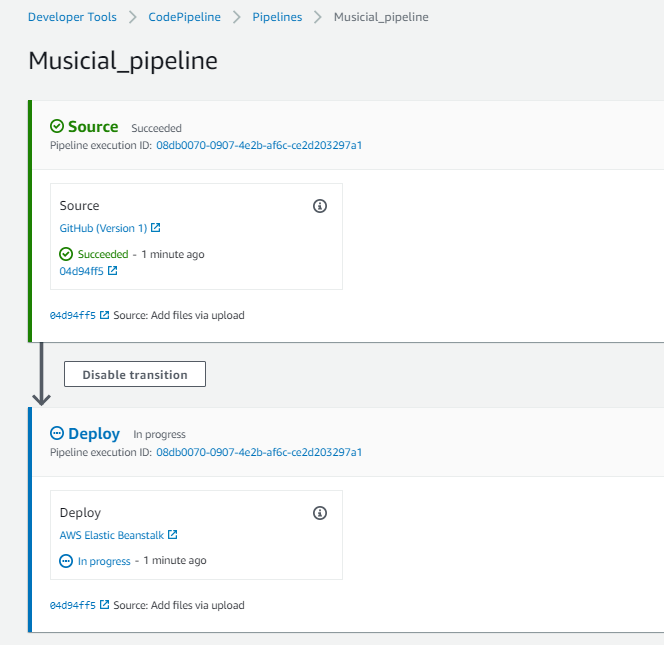 Developer Tools > CodePipeline > Pipelines > Musicial_pipeline
Musicial_pipeline
Source Succeeded
Pipeline execution ID: 08db0070-0907-4e2b-af6c-ce2d203297a1
Source
GitHub (Version 1)
Succeeded - 1 minute ago
04d94ff5
04d94ff5 Source: Add files via upload
Disable transition
Deploy In progress
Pipeline execution ID: 08db0070-0907-4e2b-af6c-ce2d203297a1
Deploy
AWS Elastic Beanstalk
In progress - 1 minute ago
04d94ff5 Source: Add files via upload